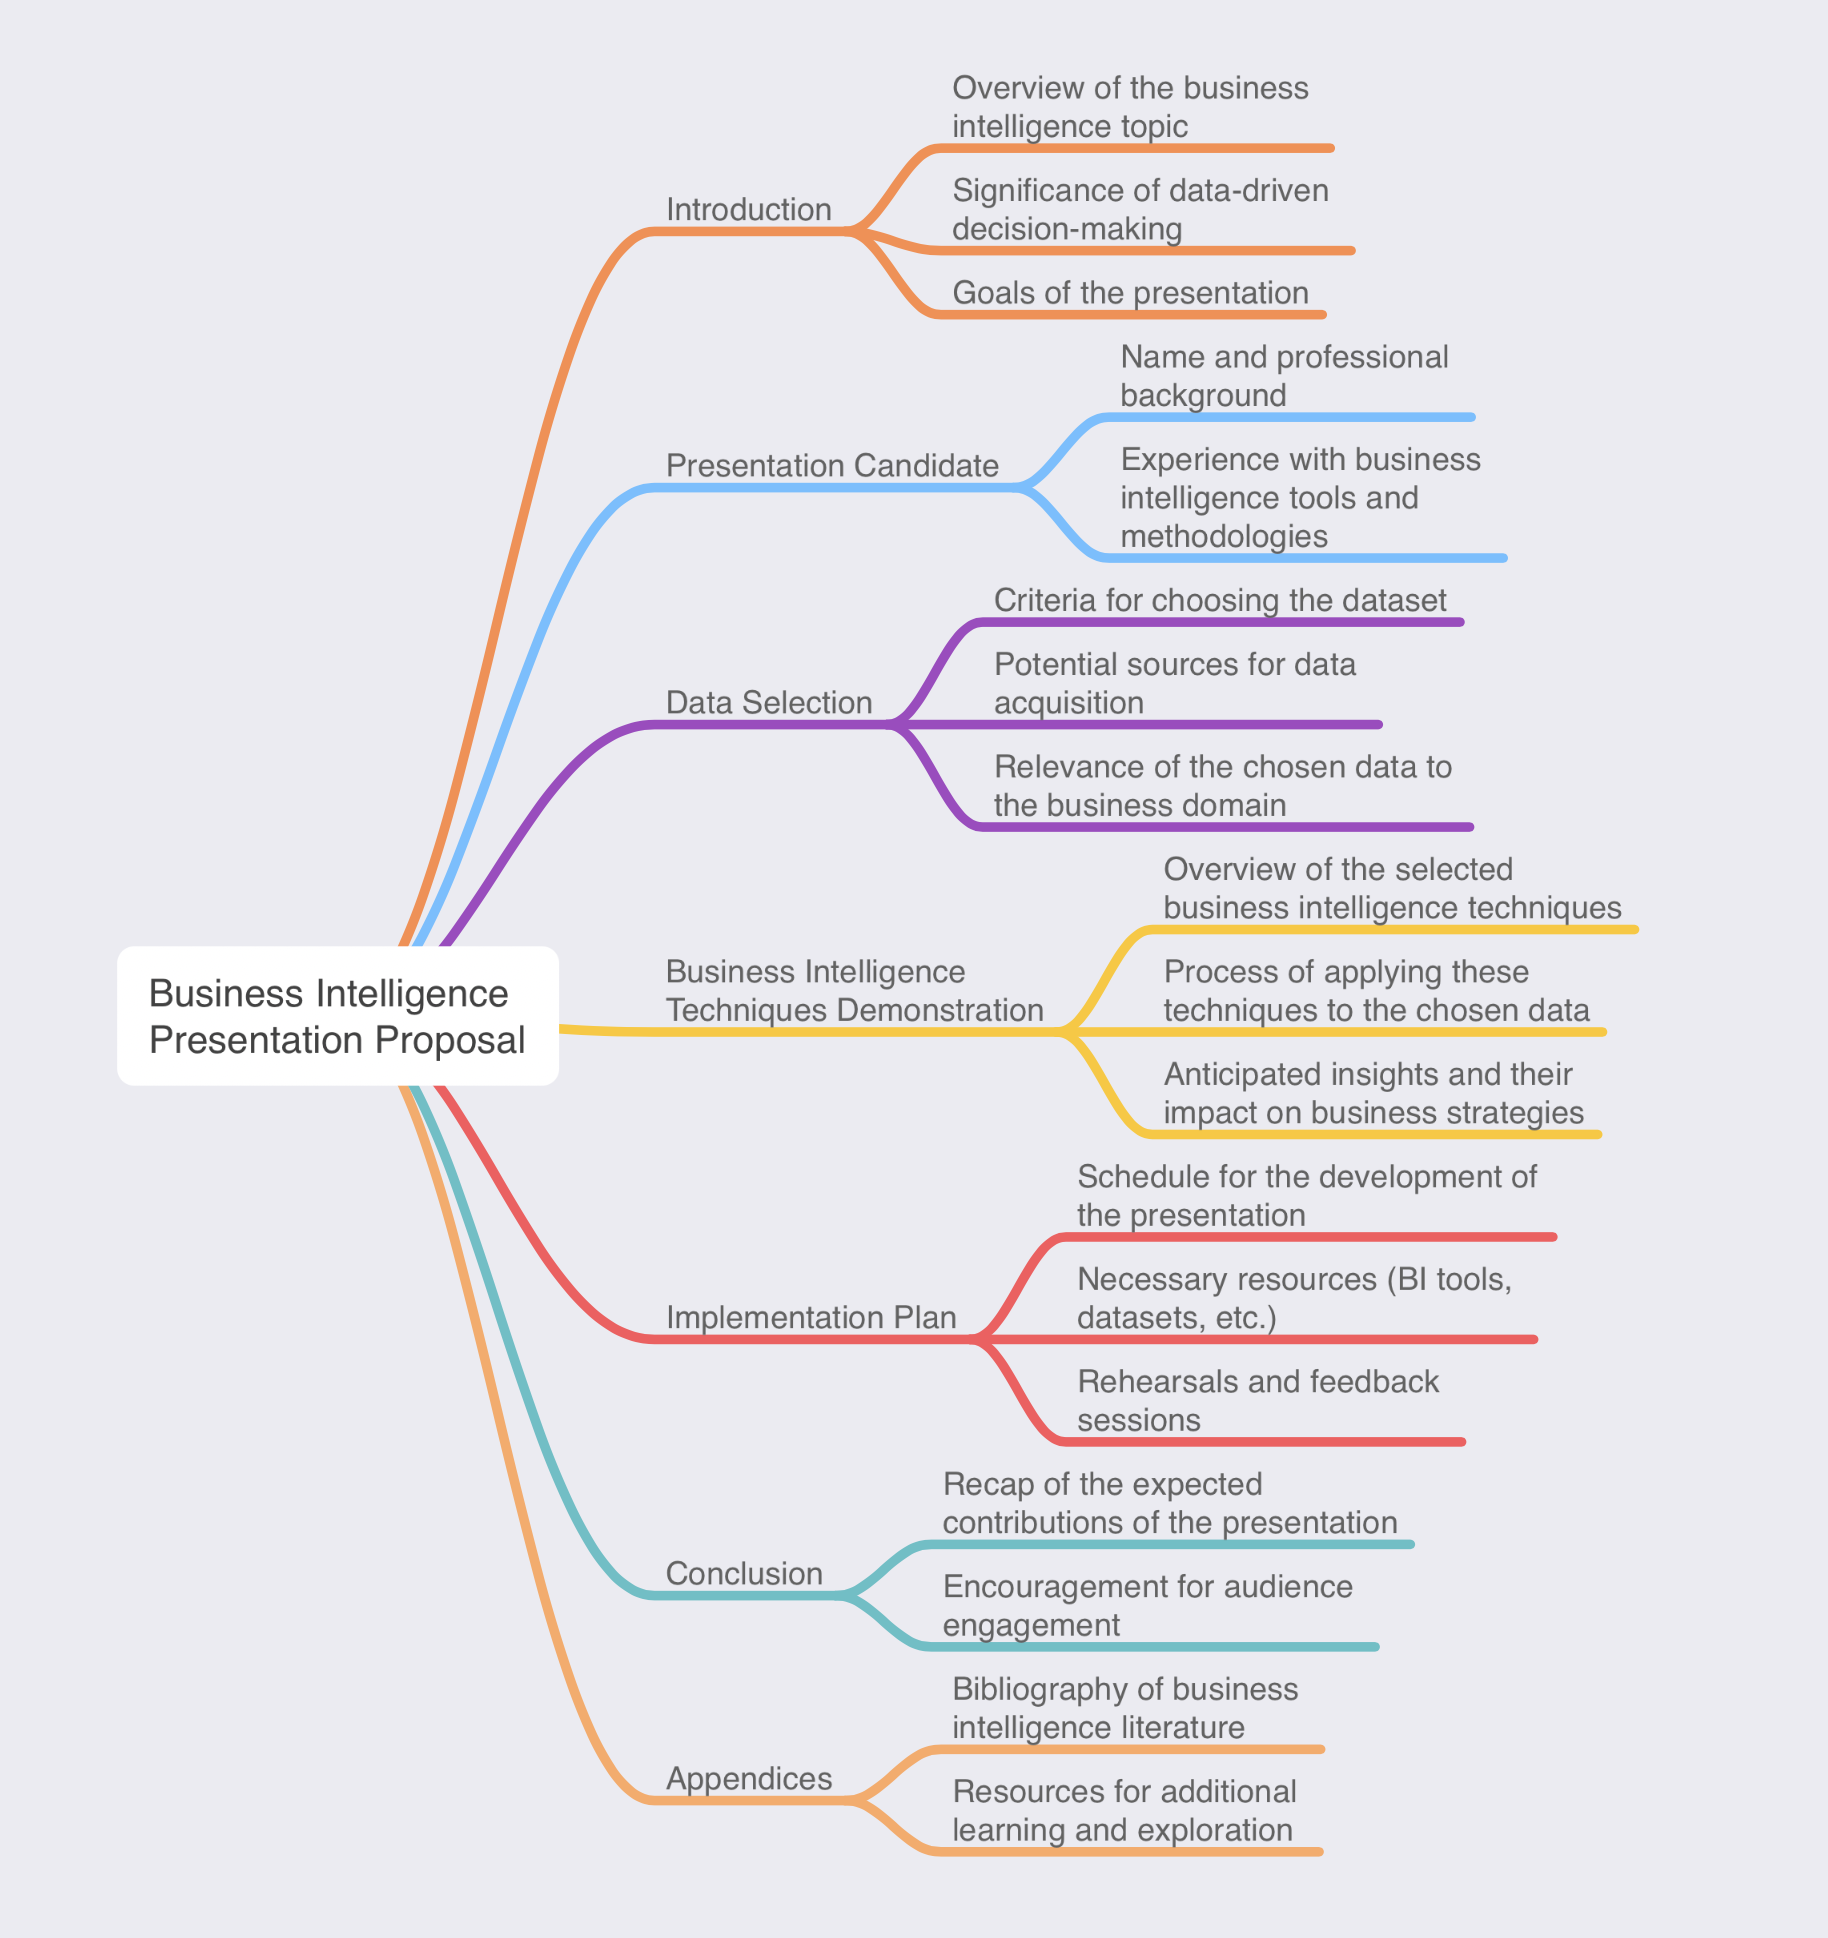 Business Intelligence
Presentation Proposal
Introduction
Overview of the business
intelligence topic
Significance of data-driven
decision-making
Goals of the presentation
Presentation Candidate
Name and professional
background
Experience with business
intelligence tools and
methodologies
Data Selection
Criteria for choosing the dataset
Potential sources for data
acquisition
Relevance of the chosen data to
the business domain
Business Intelligence
Techniques Demonstration
Overview of the selected
business intelligence techniques
Process of applying these
techniques to the chosen data
Anticipated insights and their
impact on business strategies
Implementation Plan
Schedule for the development of
the presentation
Necessary resources (BI tools,
datasets, etc.)
Rehearsals and feedback
sessions
Conclusion
Recap of the expected
contributions of the presentation
Encouragement for audience
engagement
Appendices
Bibliography of business
intelligence literature
Resources for additional
learning and exploration